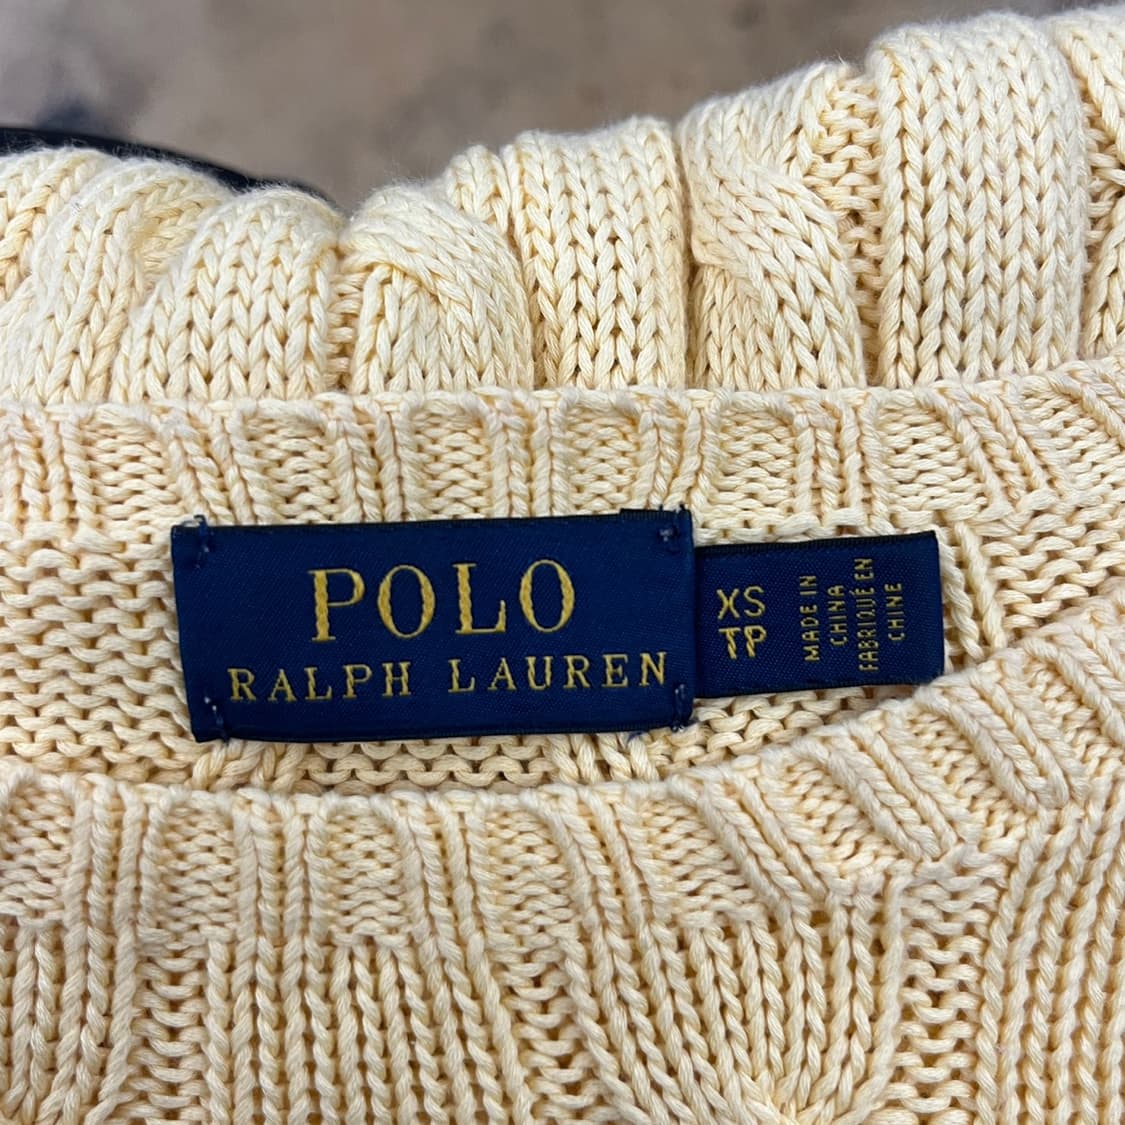 POLO
RALPH LAUREN
XS
TP
MADE IN
CHINA
FABRIQUÉ EN
CHINE